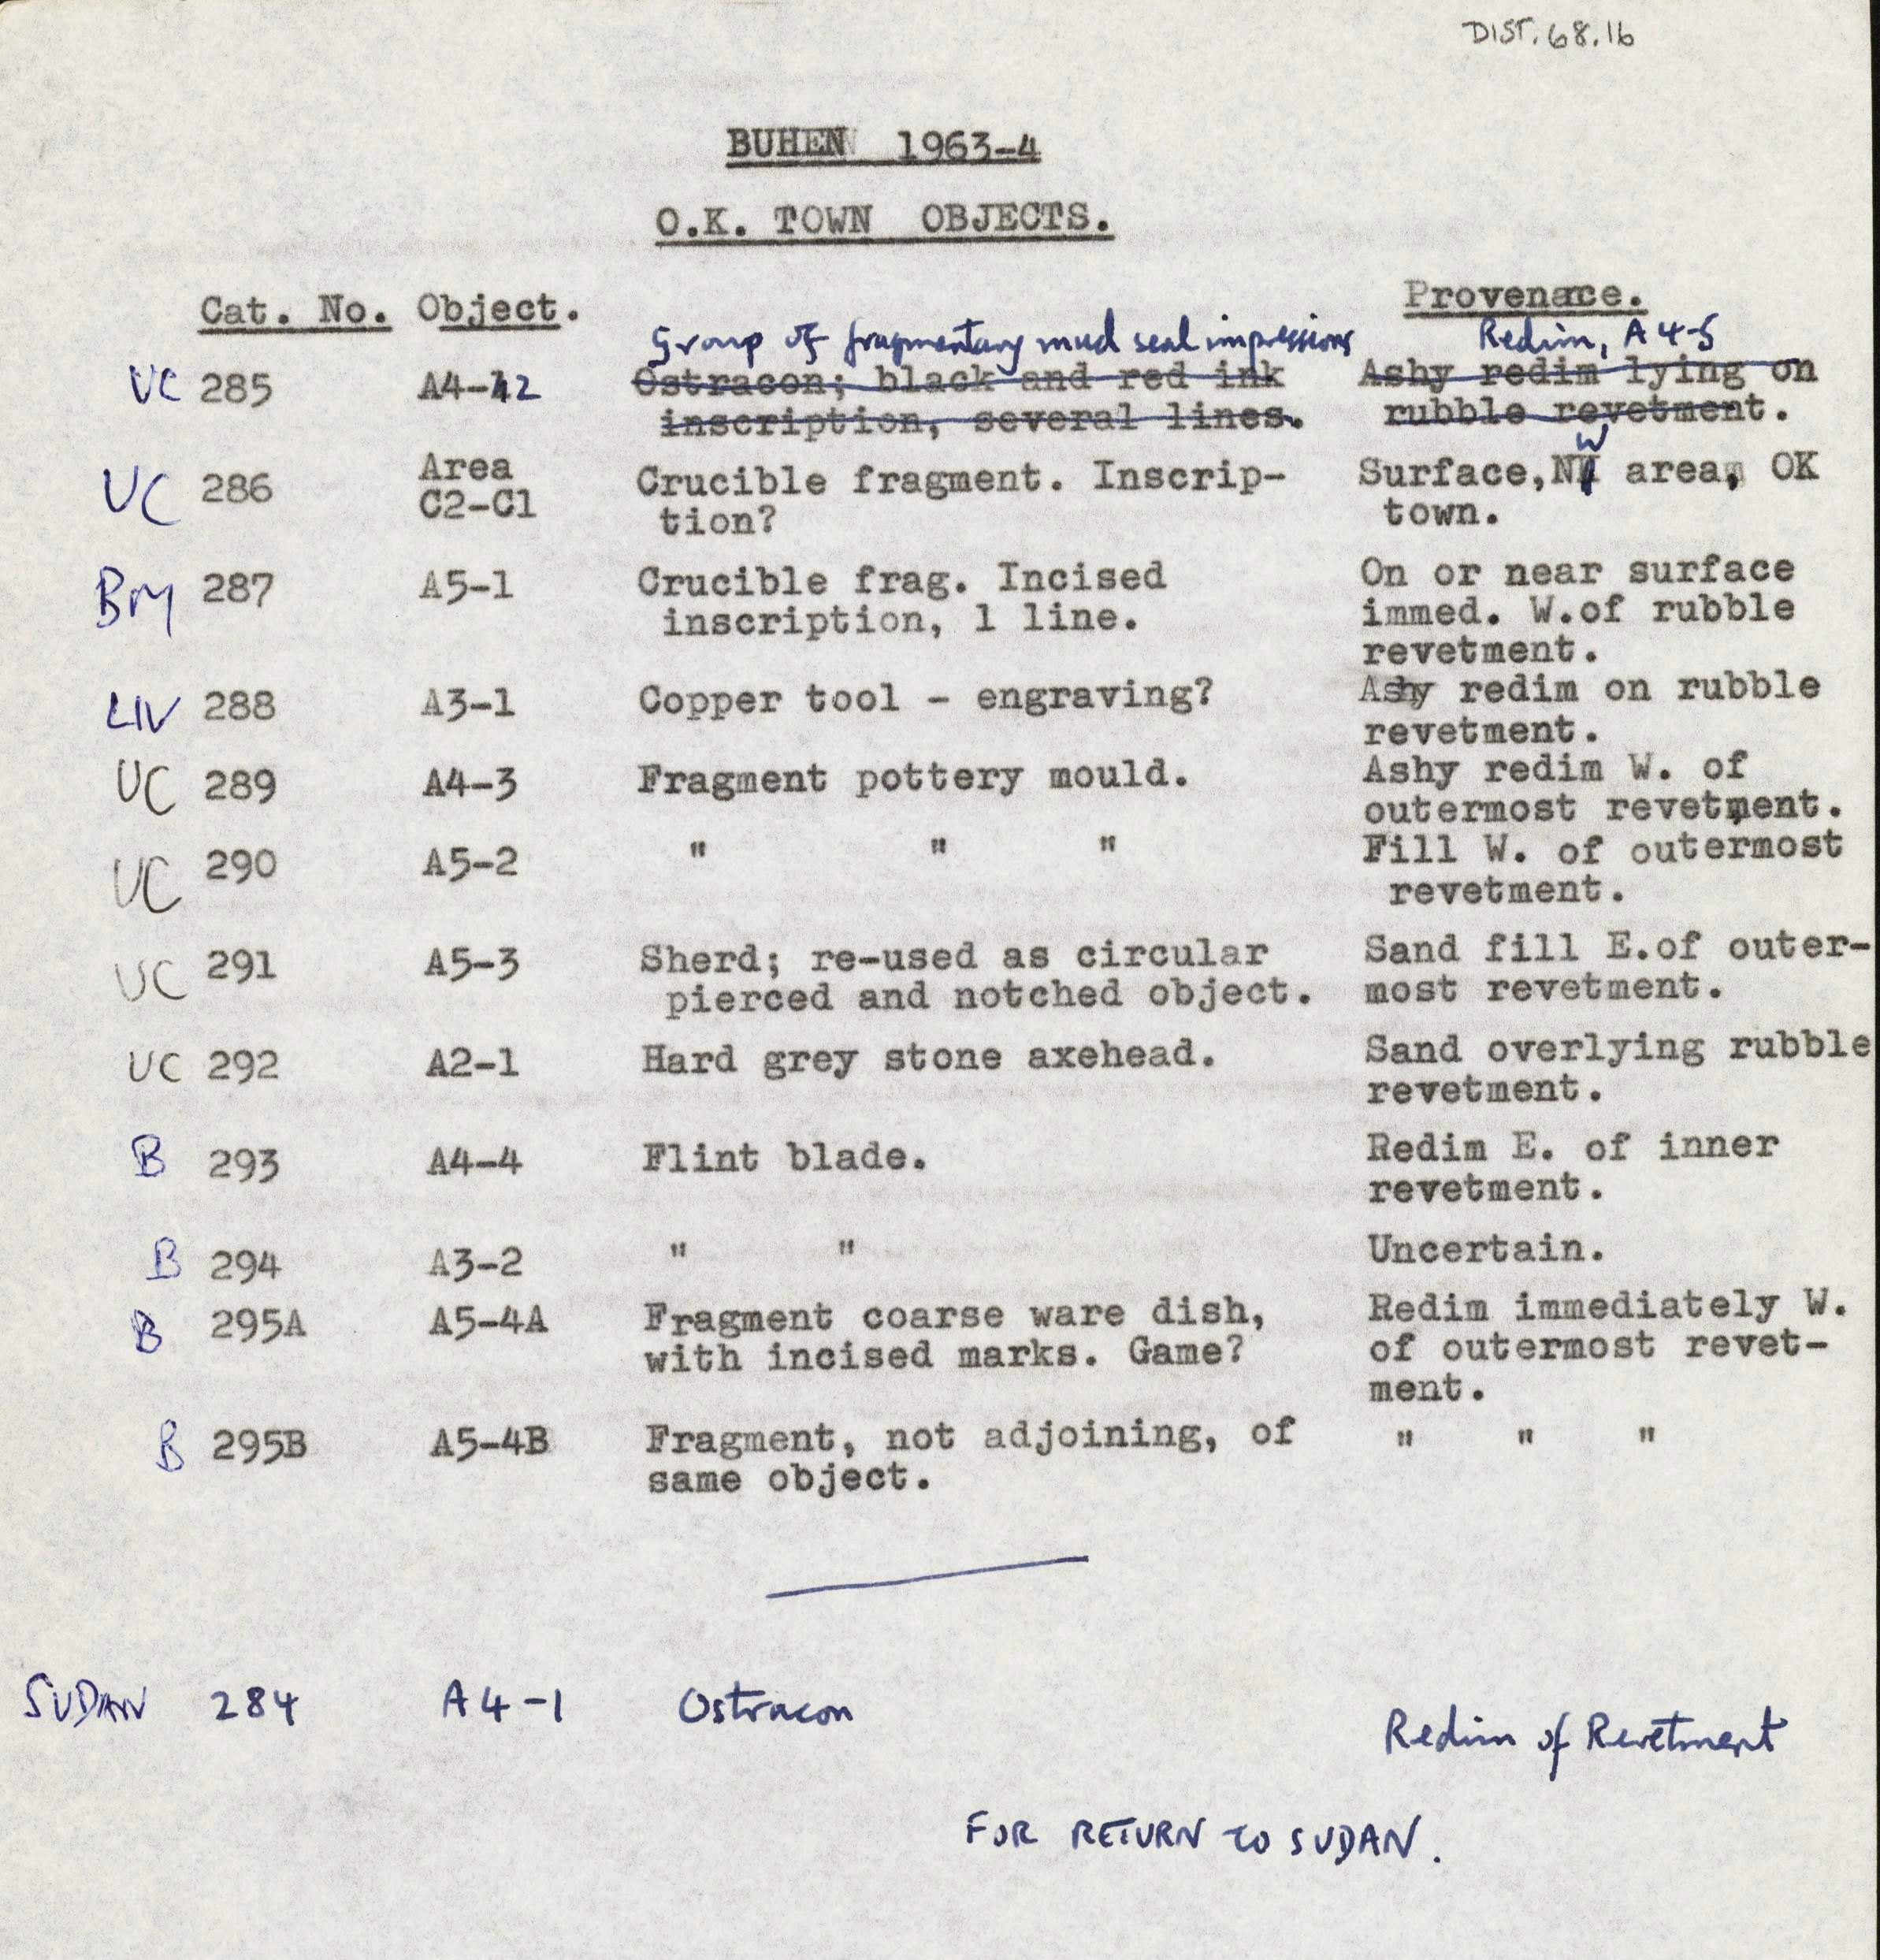 DIST. 68.16
BUHEN 1963-4
O.K. TOWN OBJECTS.
Cat. No. Object. Provenace.
Group of fragmentary mud seal impressions Redim, A4-5
UC 285 A4-12 Ostracon; black and red ink Ashy redim lying on
inscription, several lines. rubble revetment.
W
UC 286 Area C2-C1 Crucible fragment. Inscrip- Surface, N area, OK
tion? town.
BM 287 A5-1 Crucible frag. Incised On or near surface
inscription, 1 line. immed. W.of rubble
revetment.
LIV 288 A3-1 Copper tool - engraving? Ashy redim on rubble
revetment.
UC 289 A4-3 Fragment pottery mould. Ashy redim W. of
outermost revetment.
UC 290 A5-2 " " " Fill W. of outermost
revetment.
UC 291 A5-3 Sherd; re-used as circular Sand fill E.of outer-
pierced and notched object. most revetment.
UC 292 A2-1 Hard grey stone axehead. Sand overlying rubble
revetment.
B 293 A4-4 Flint blade. Redim E. of inner
revetment.
B 294 A3-2 " " Uncertain.
B 295A A5-4A Fragment coarse ware dish, Redim immediately W.
with incised marks. Game? of outermost revet-
ment.
B 295B A5-4B Fragment, not adjoining, of " " "
same object.
SUDAN 284 A4-1 Ostracon Redim of Revetment
FOR RETURN TO SUDAN.